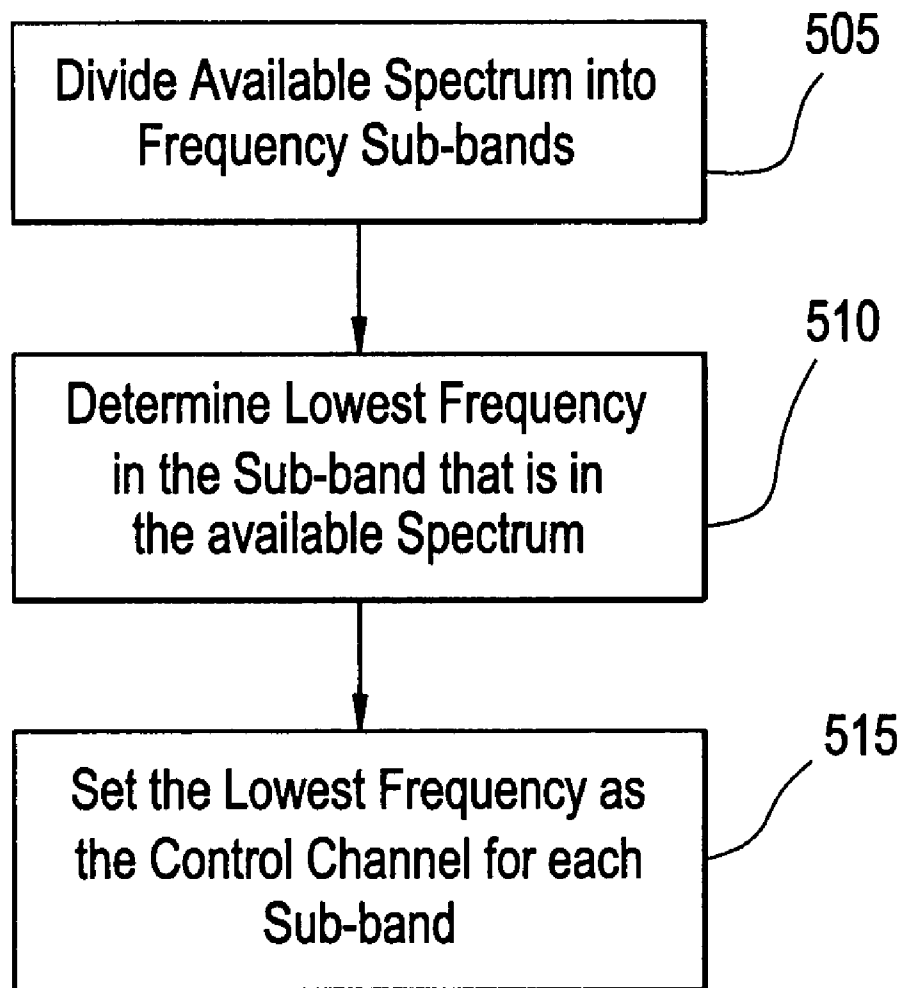 505
Divide Available Spectrum into
Frequency Sub-bands
510
Determine Lowest Frequency
in the Sub-band that is in
the available Spectrum
515
Set the Lowest Frequency as
the Control Channel for each
Sub-band